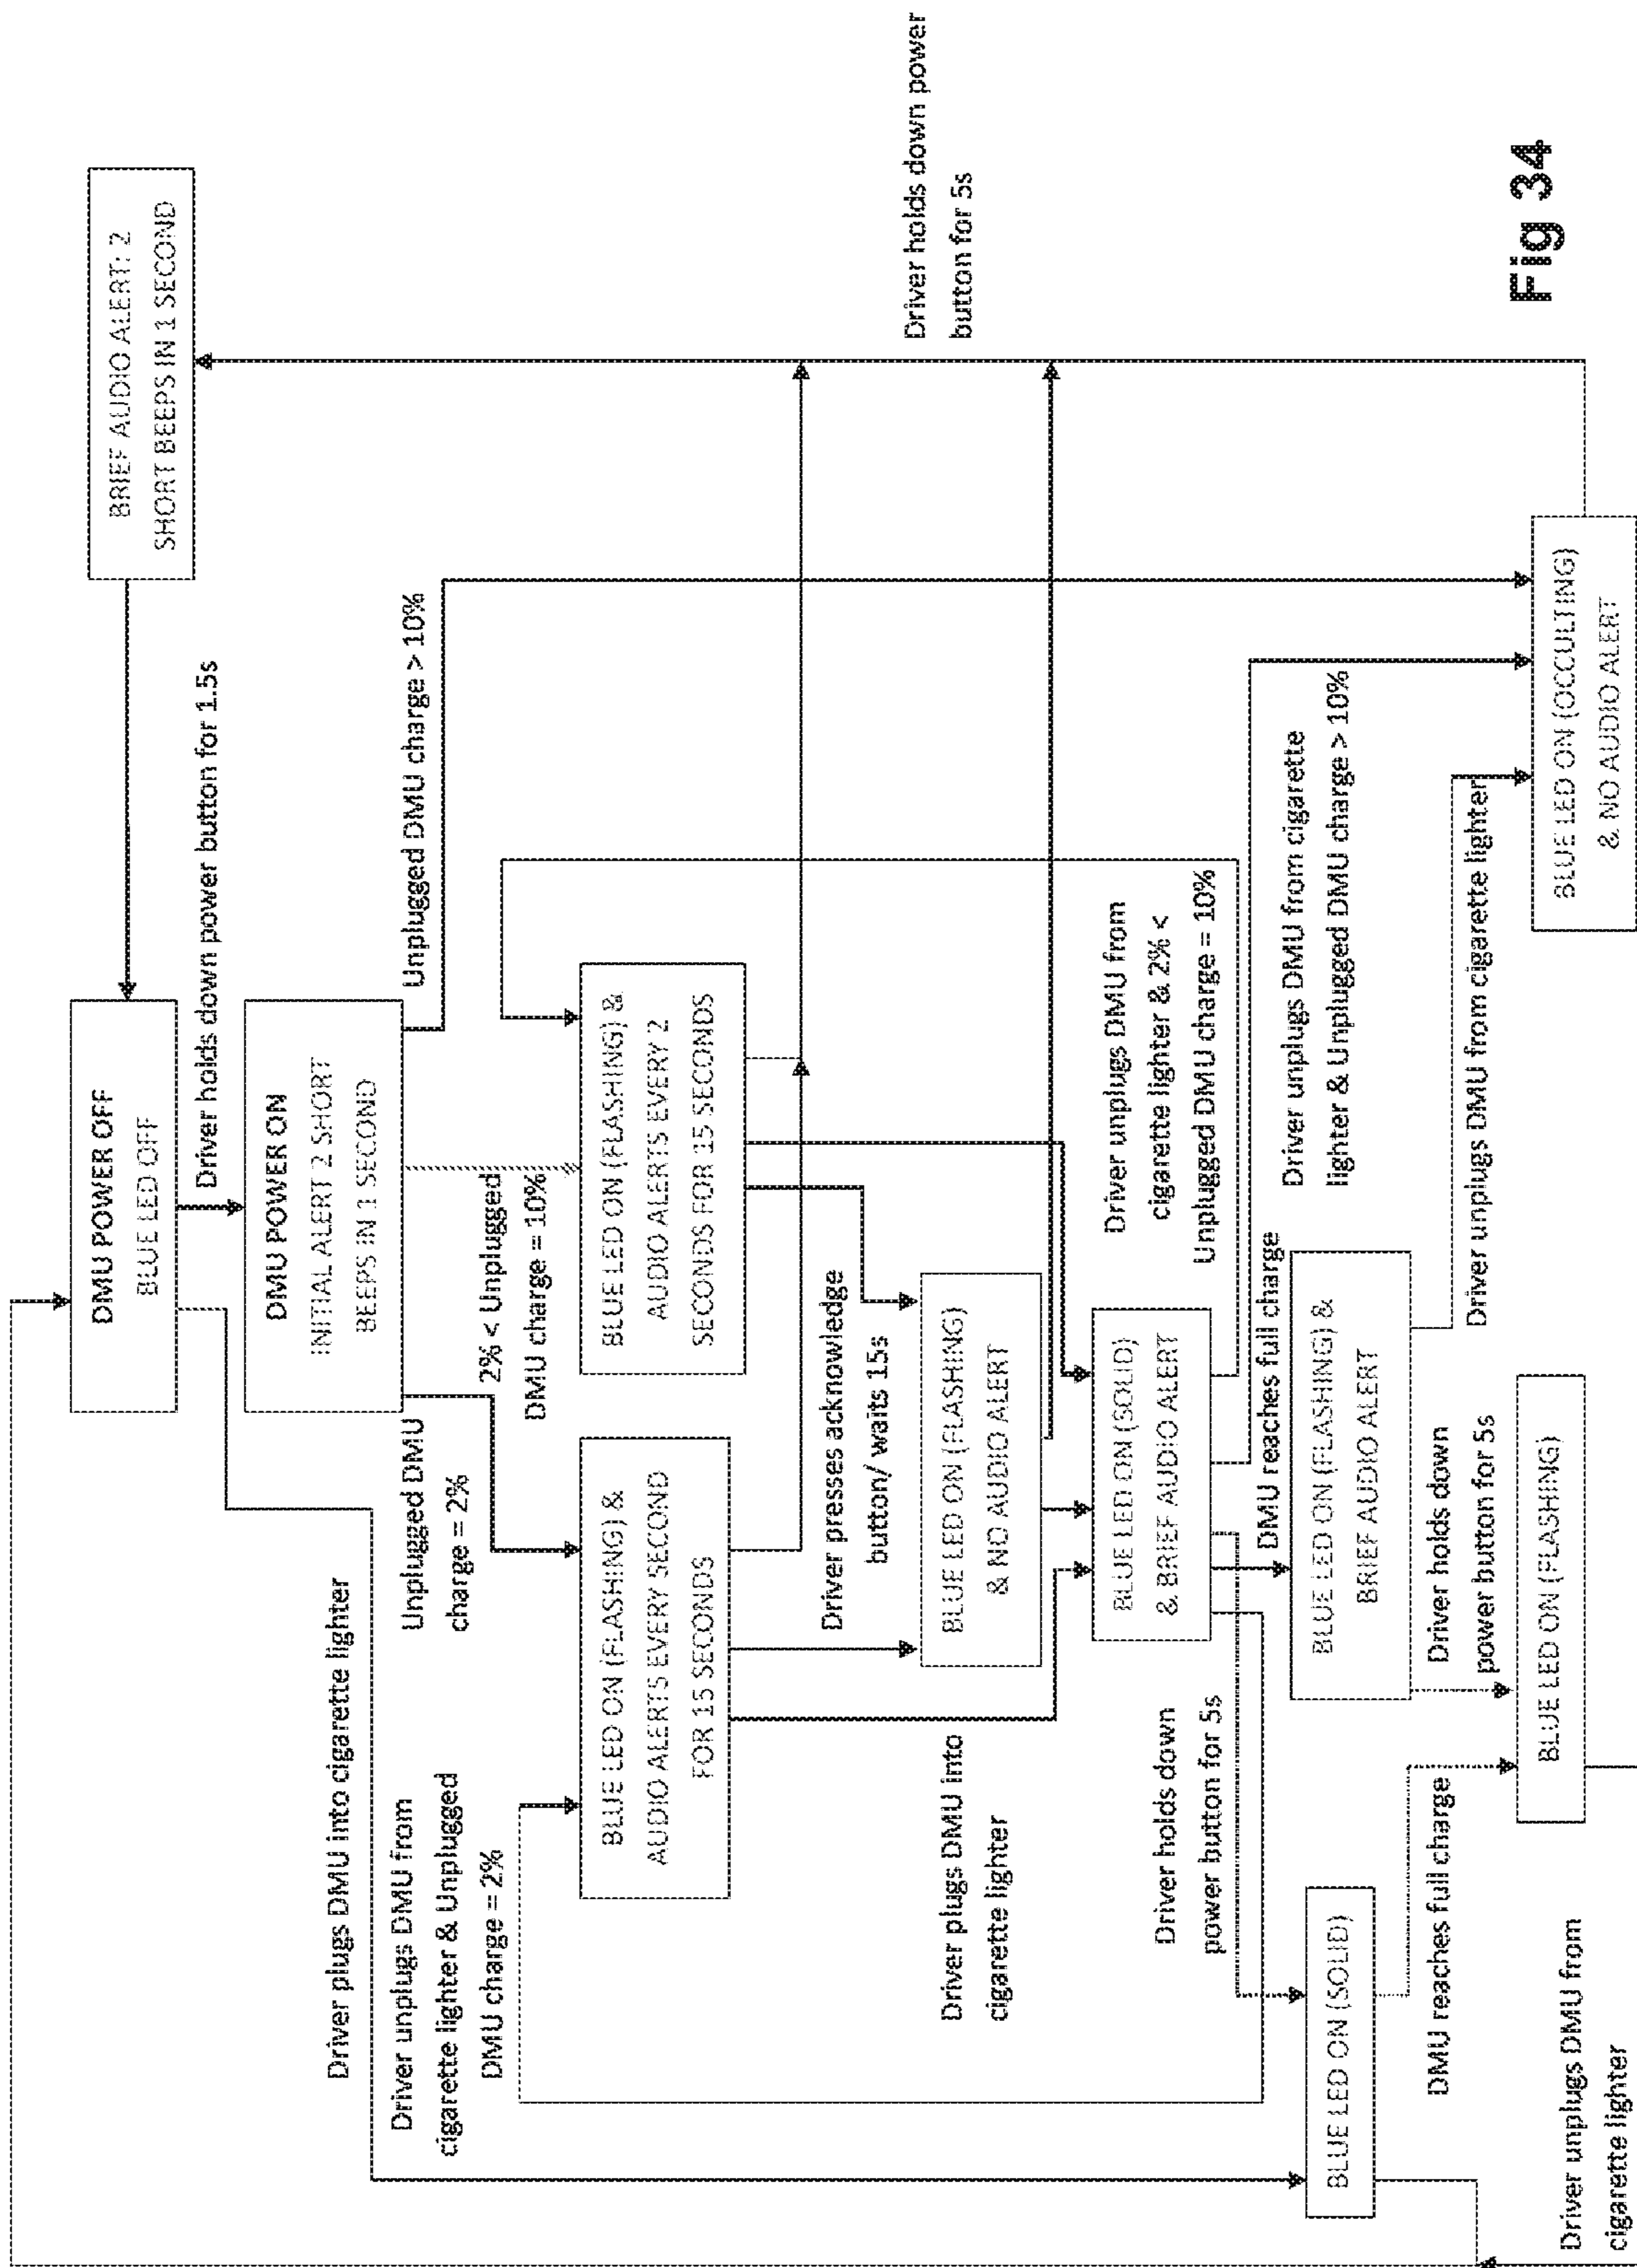 DMU POWER OFF
BLUE LED OFF
BRIEF AUDIO ALERT: 2
SHORT BEEPS IN 1 SECOND
Driver holds down power button for 1.5s
DMU POWER ON
INITIAL ALERT 2 SHORT
BEEPS IN 1 SECOND
Driver plugs DMU into cigarette lighter
Driver unplugs DMU from
cigarette lighter & Unplugged
DMU charge = 2%
Unplugged DMU
charge = 2%
2% < Unplugged
DMU charge = 10%
Unplugged DMU charge > 10%
BLUE LED ON (FLASHING) &
AUDIO ALERTS EVERY SECOND
FOR 15 SECONDS
BLUE LED ON (FLASHING) &
AUDIO ALERTS EVERY 2
SECONDS FOR 15 SECONDS
Driver presses acknowledge
button/ waits 15s
Driver holds down power
button for 5s
BLUE LED ON (FLASHING)
& NO AUDIO ALERT
Driver plugs DMU into
cigarette lighter
BLUE LED ON (SOLID)
& BRIEF AUDIO ALERT
Driver unplugs DMU from
cigarette lighter & 2% <
Unplugged DMU charge = 10%
Driver holds down
power button for 5s
DMU reaches full charge
Driver unplugs DMU from cigarette
lighter & Unplugged DMU charge > 10%
BLUE LED ON (SOLID)
BLUE LED ON (FLASHING) &
BRIEF AUDIO ALERT
DMU reaches full charge
Driver holds down
power button for 5s
Driver unplugs DMU from cigarette lighter
BLUE LED ON (FLASHING)
BLUE LED ON (OCCULTING)
& NO AUDIO ALERT
Driver unplugs DMU from
cigarette lighter
Fig 34